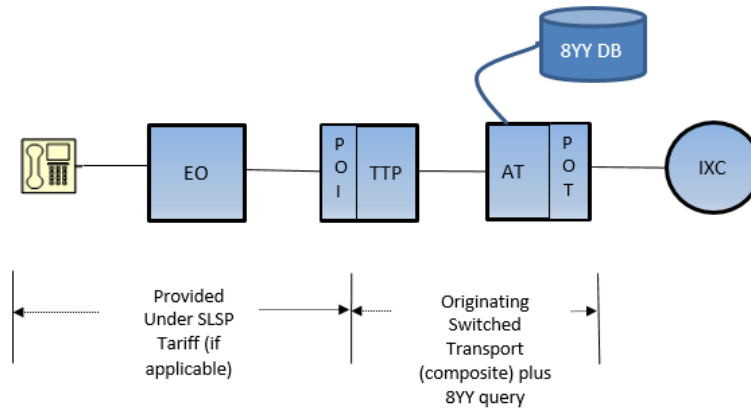 8YY DB
EO
P
O
I
TTP
AT
P
O
T
IXC
Provided
Under SLSP
Tariff (if
applicable)
Originating
Switched
Transport
(composite) plus
8YY query